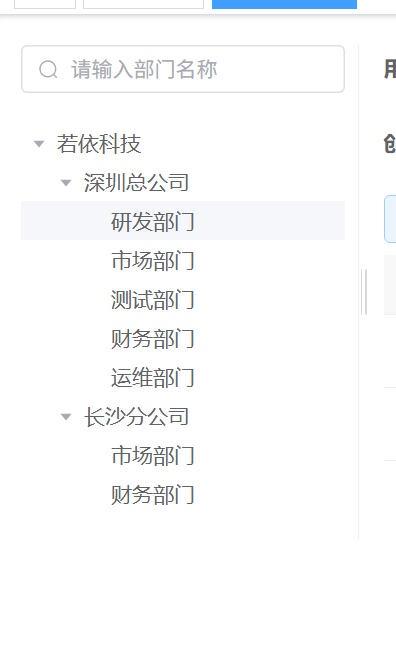 请输入部门名称
若依科技
深圳总公司
研发部门
市场部门
测试部门
财务部门
运维部门
长沙分公司
市场部门
财务部门